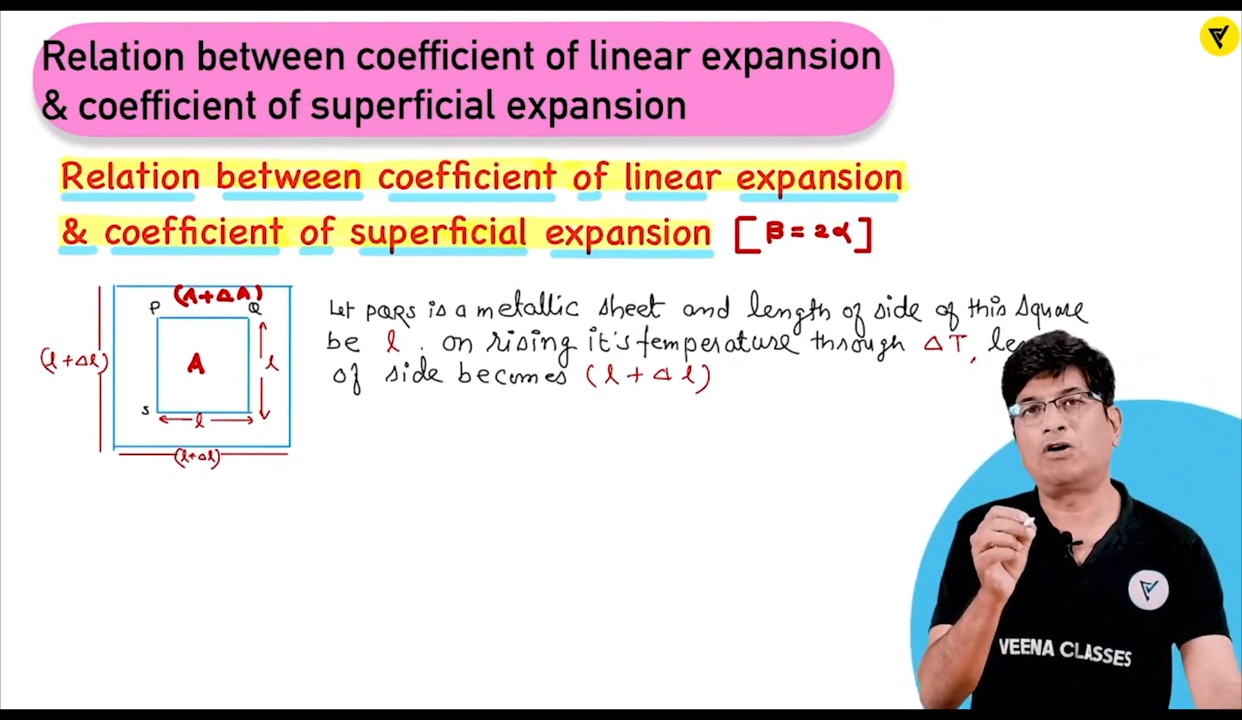 Relation between coefficient of linear expansion
& coefficient of superficial expansion
Relation between coefficient of linear expansion
& coefficient of superficial expansion [β = 2α]
(A+ΔA)
P Q
(l+Δl)
A
l
S
l
(l+Δl)
Let PQRS is a metallic sheet and length of side of this square
be l . on rising it's temperature through ΔT,
of side becomes (l + Δl)
VEENA CLASSES